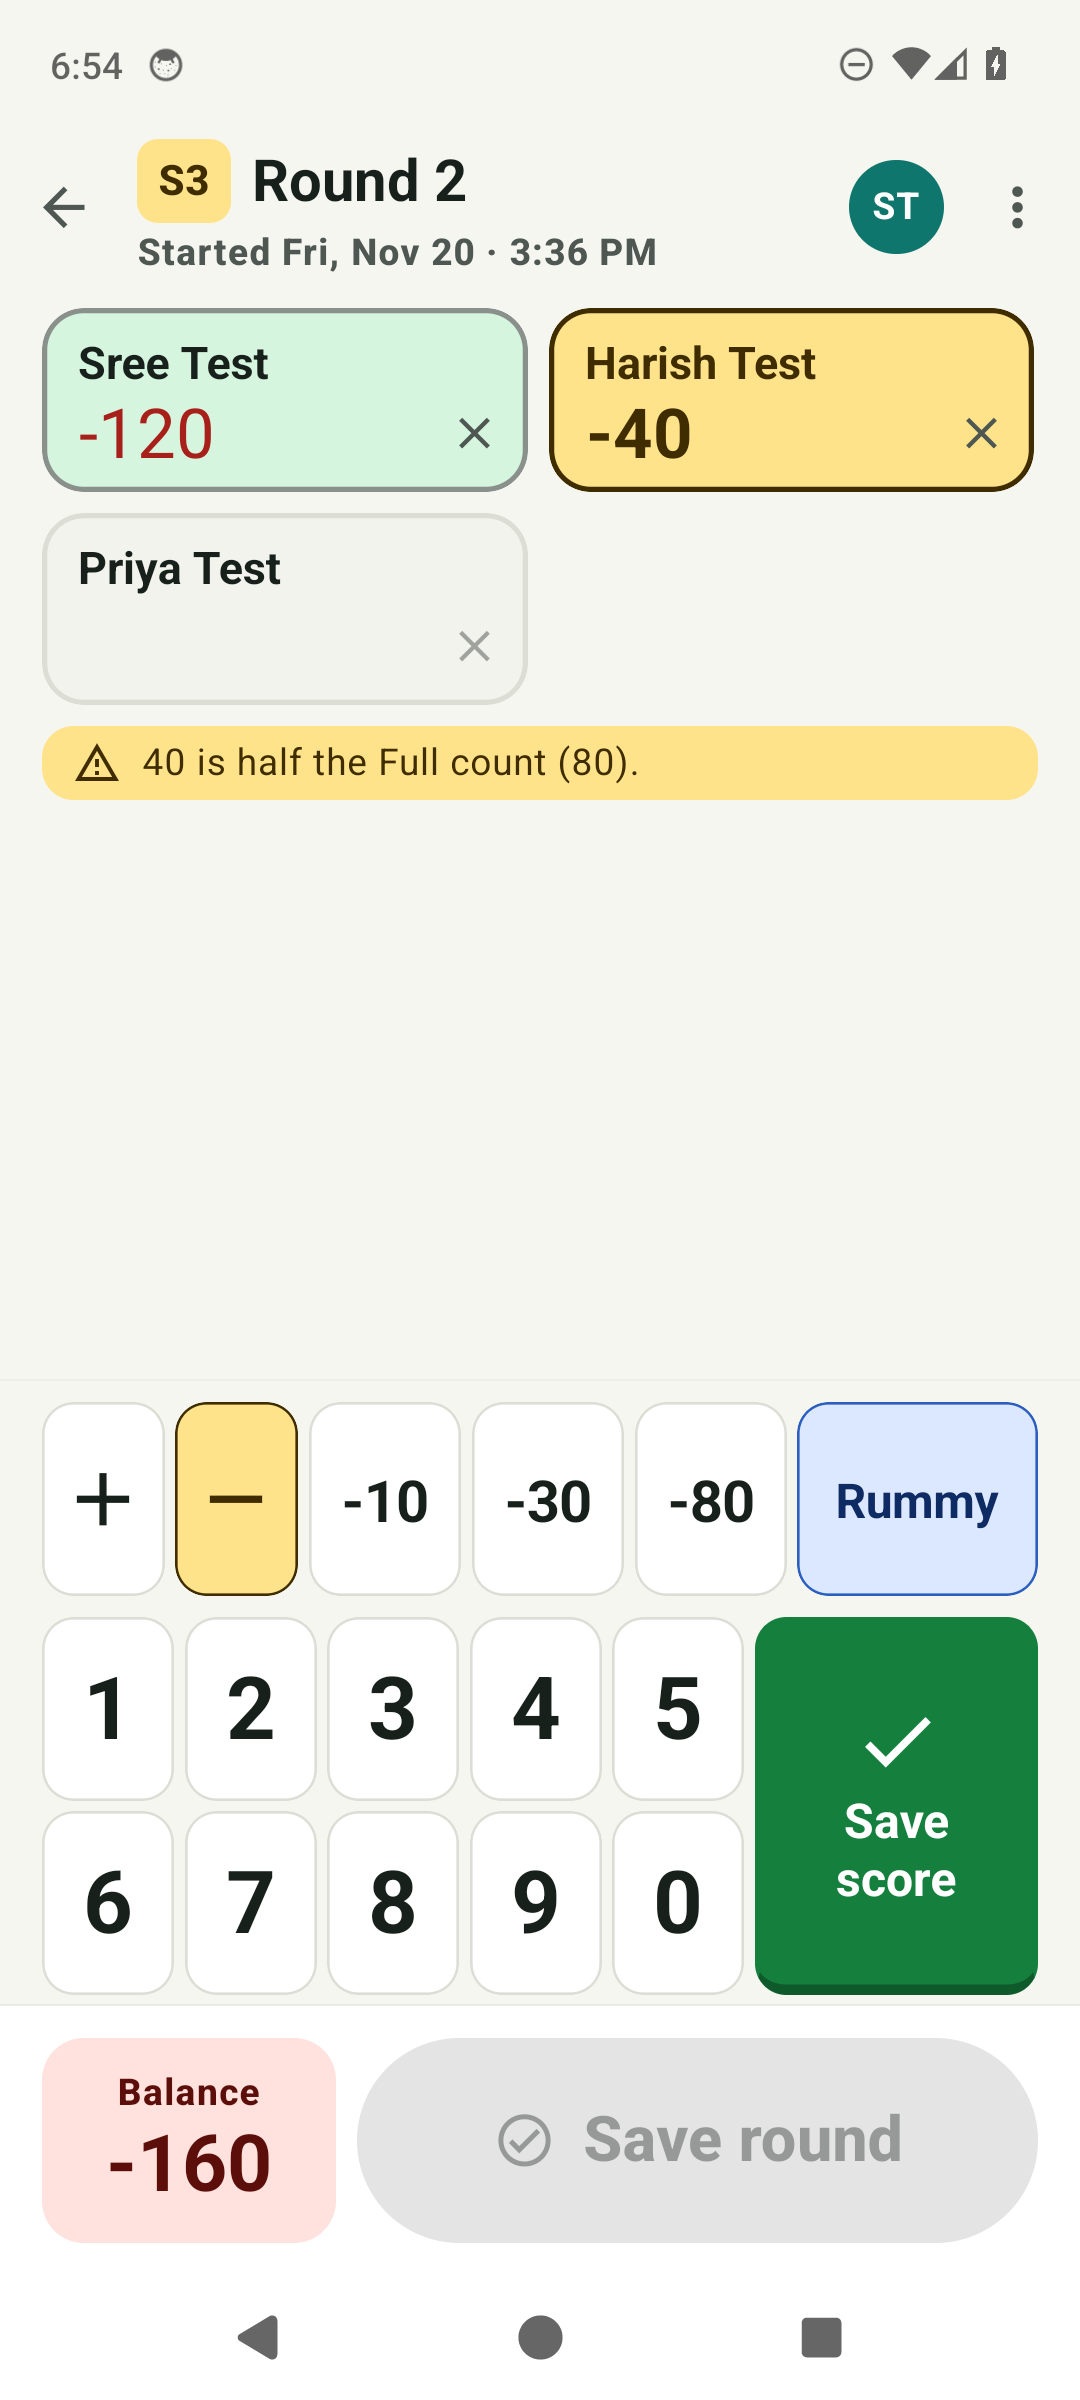 6:54
S3 Round 2
Started Fri, Nov 20 · 3:36 PM
ST
Sree Test
-120
Harish Test
-40
Priya Test
40 is half the Full count (80).
+ − -10 -30 -80 Rummy
1 2 3 4 5
6 7 8 9 0
Save
score
Balance
-160
Save round